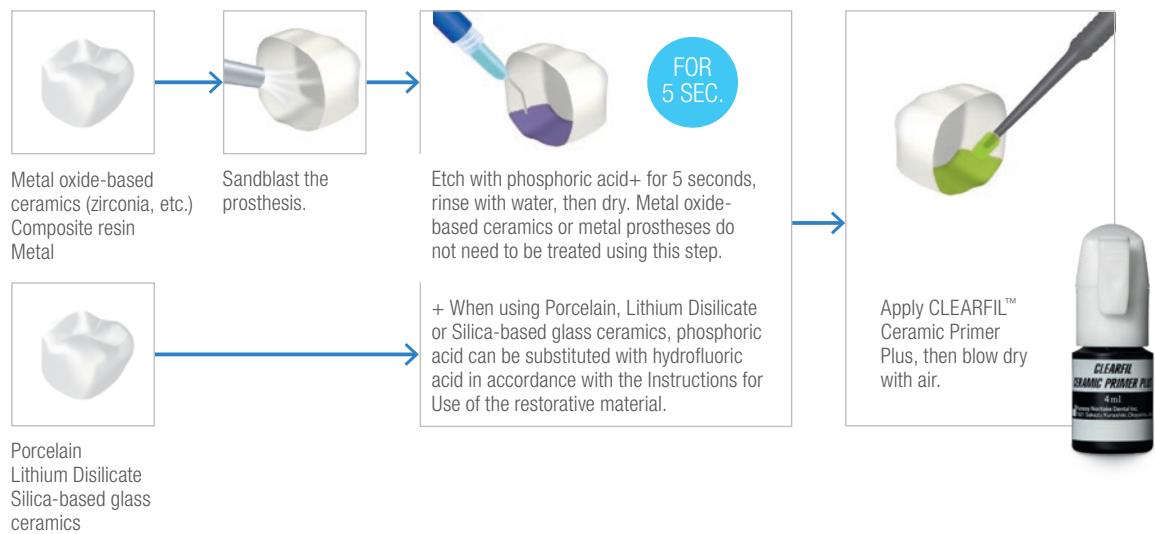 FOR
5 SEC.
Metal oxide-based
ceramics (zirconia, etc.)
Composite resin
Metal
Sandblast the
prosthesis.
Etch with phosphoric acid+ for 5 seconds,
rinse with water, then dry. Metal oxide-
based ceramics or metal prostheses do
not need to be treated using this step.
+ When using Porcelain, Lithium Disilicate
or Silica-based glass ceramics, phosphoric
acid can be substituted with hydrofluoric
acid in accordance with the Instructions for
Use of the restorative material.
Porcelain
Lithium Disilicate
Silica-based glass
ceramics
Apply CLEARFIL™
Ceramic Primer
Plus, then blow dry
with air.
CLEARFIL
CERAMIC PRIMER PLUS
4 ml
Kuraray Noritake Dental Inc.